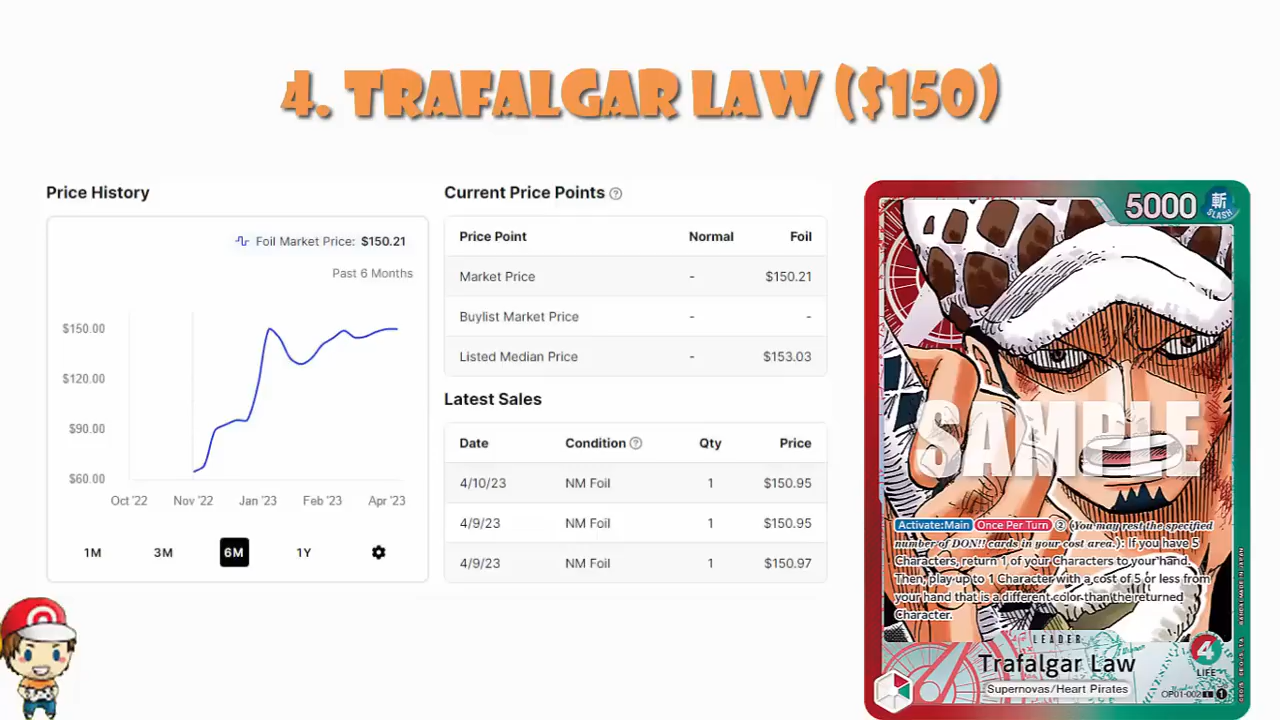 4. TRAFALGAR LAW ($150)
Price History
Foil Market Price: $150.21
Past 6 Months
$150.00
$120.00
$90.00
$60.00
Oct '22 Nov '22 Jan '23 Feb '23 Apr '23
1M 3M 6M 1Y
Current Price Points ?
Price Point Normal Foil
Market Price - $150.21
Buylist Market Price - -
Listed Median Price - $153.03
Latest Sales
Date Condition ? Qty Price
4/10/23 NM Foil 1 $150.95
4/9/23 NM Foil 1 $150.95
4/9/23 NM Foil 1 $150.97
5000 斬
SLASH
SAMPLE
Activate:Main Once Per Turn ② (You may rest the specified
number of DON!! cards in your cost area.): If you have 5
Characters, return 1 of your Characters to your hand.
Then, play up to 1 Character with a cost of 5 or less from
your hand that is a different color than the returned
Character.
LEADER
Trafalgar Law
4
LIFE
Supernovas/Heart Pirates
OP01-002 L 1